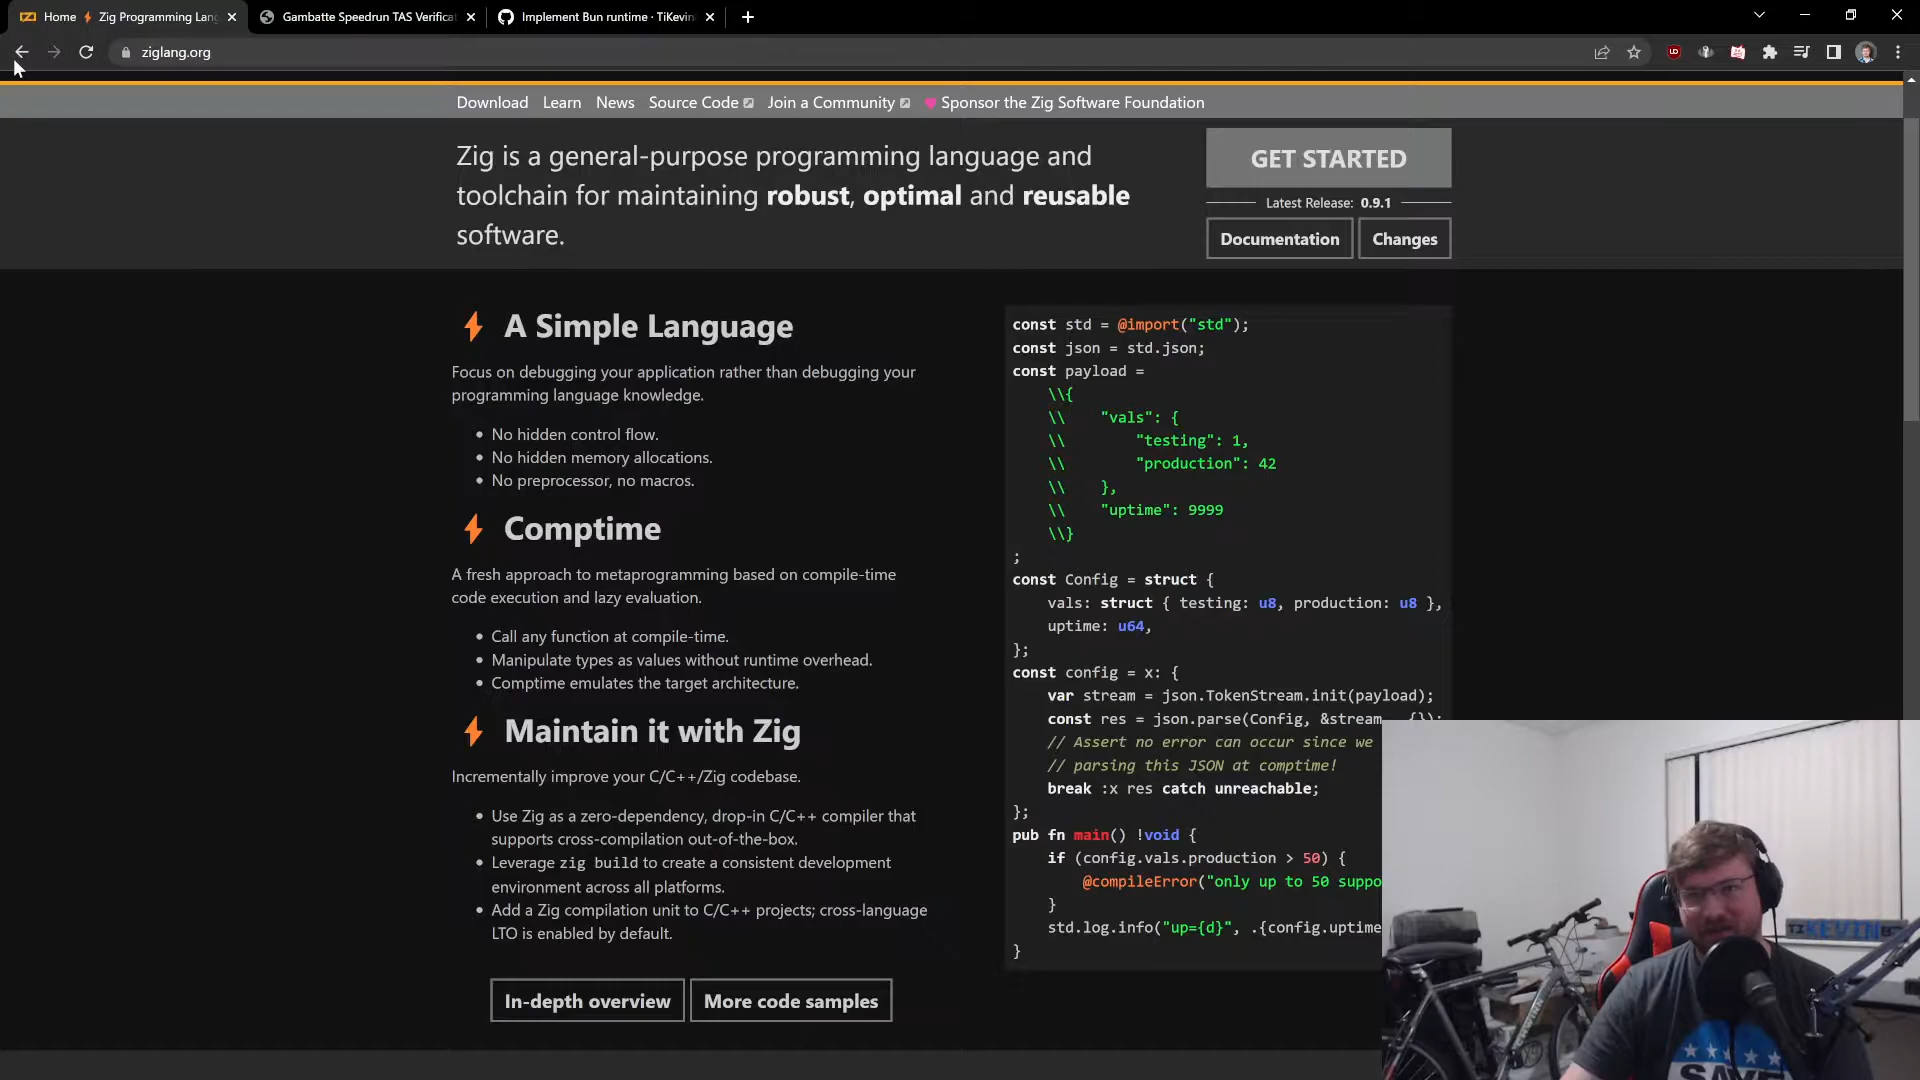 Home ⚡ Zig Programming Lang
Gambatte Speedrun TAS Verificat
Implement Bun runtime · TiKevin
ziglang.org
Download Learn News Source Code Join a Community Sponsor the Zig Software Foundation
Zig is a general-purpose programming language and
toolchain for maintaining robust, optimal and reusable
software.
GET STARTED
Latest Release: 0.9.1
Documentation Changes
A Simple Language
Focus on debugging your application rather than debugging your
programming language knowledge.
• No hidden control flow.
• No hidden memory allocations.
• No preprocessor, no macros.
Comptime
A fresh approach to metaprogramming based on compile-time
code execution and lazy evaluation.
• Call any function at compile-time.
• Manipulate types as values without runtime overhead.
• Comptime emulates the target architecture.
Maintain it with Zig
Incrementally improve your C/C++/Zig codebase.
• Use Zig as a zero-dependency, drop-in C/C++ compiler that
supports cross-compilation out-of-the-box.
• Leverage zig build to create a consistent development
environment across all platforms.
• Add a Zig compilation unit to C/C++ projects; cross-language
LTO is enabled by default.
In-depth overview More code samples
const std = @import("std");
const json = std.json;
const payload =
\\{
\\    "vals": {
\\        "testing": 1,
\\        "production": 42
\\    },
\\    "uptime": 9999
\\}
;
const Config = struct {
vals: struct { testing: u8, production: u8 },
uptime: u64,
};
const config = x: {
var stream = json.TokenStream.init(payload);
const res = json.parse(Config, &stream, .{});
// Assert no error can occur since we
// parsing this JSON at comptime!
break :x res catch unreachable;
};
pub fn main() !void {
if (config.vals.production > 50) {
@compileError("only up to 50 suppo
}
std.log.info("up={d}", .{config.uptime
}
TiKEVIN
SAVE